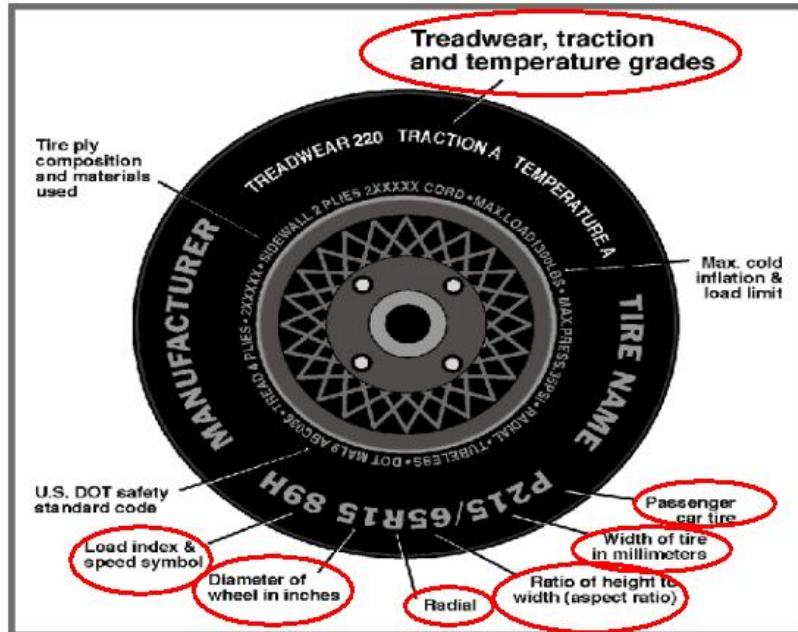 Treadwear, traction
and temperature grades
Tire ply
composition
and materials
used
TREADWEAR 220 TRACTION A TEMPERATURE A
SIDEWALL 2 PLIES 2XXXXX CORD • MAX. LOAD 1300LBS • MAX. PRESS. 35PSI • RADIAL • TUBELESS • DOT MAL9 ABC036 • TREAD 4 PLIES • 2XXXXX •
Max. cold
inflation &
load limit
MANUFACTURER
TIRE NAME
P215/65R15 89H
U.S. DOT safety
standard code
Passenger
car tire
Width of tire
in millimeters
Load index &
speed symbol
Diameter of
wheel in inches
Radial
Ratio of height to
width (aspect ratio)